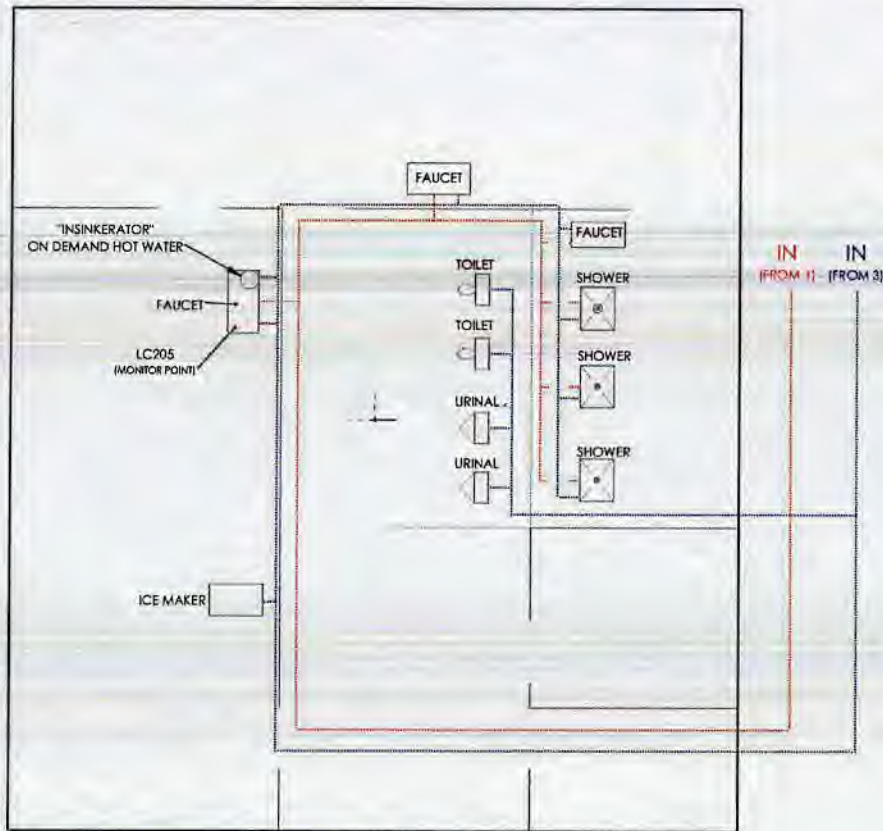 FAUCET
"INSINKERATOR"
ON DEMAND HOT WATER
FAUCET
FAUCET
LC205
(MONITOR POINT)
TOILET
TOILET
URINAL
URINAL
SHOWER
SHOWER
SHOWER
IN
(FROM 1)
IN
(FROM 3)
ICE MAKER